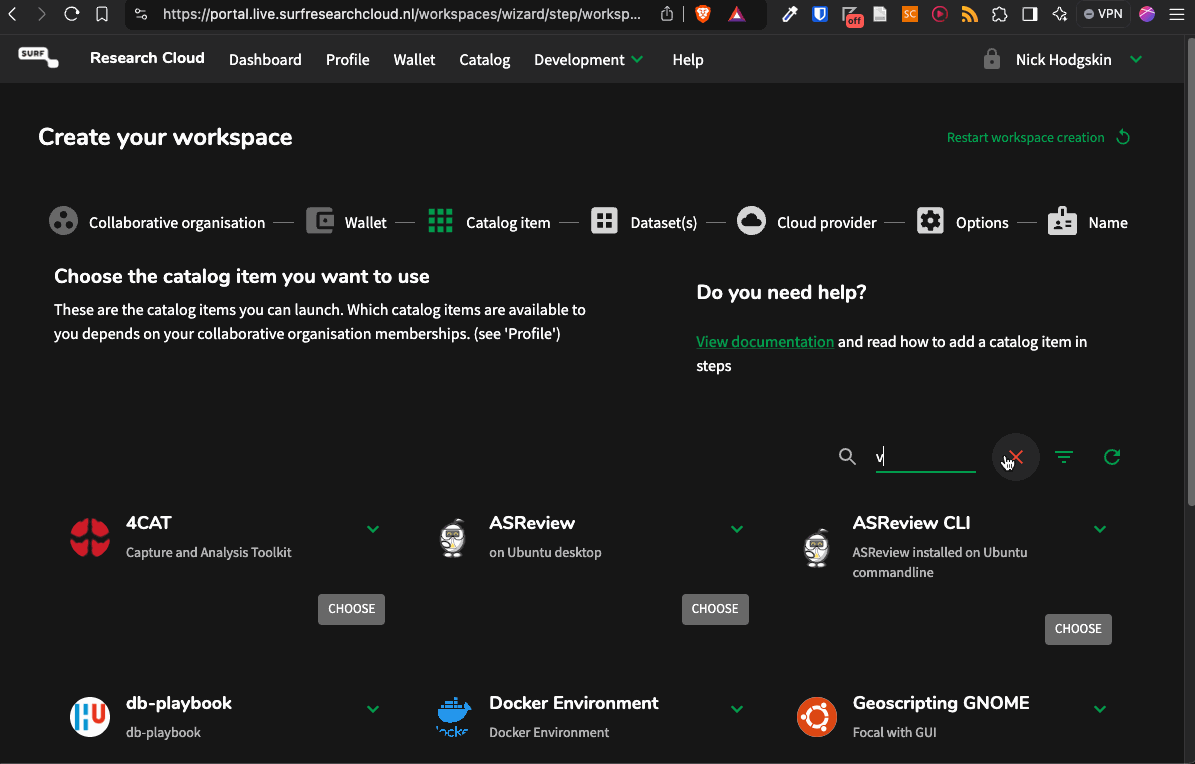 https://portal.live.surfresearchcloud.nl/workspaces/wizard/step/worksp...
off
SC
VPN
SURF
Research Cloud
Dashboard
Profile
Wallet
Catalog
Development
Help
Nick Hodgskin
Create your workspace
Restart workspace creation
Collaborative organisation
Wallet
Catalog item
Dataset(s)
Cloud provider
Options
Name
Choose the catalog item you want to use
These are the catalog items you can launch. Which catalog items are available to
you depends on your collaborative organisation memberships. (see 'Profile')
Do you need help?
View documentation and read how to add a catalog item in
steps
v
4CAT
Capture and Analysis Toolkit
CHOOSE
ASReview
on Ubuntu desktop
CHOOSE
ASReview CLI
ASReview installed on Ubuntu
commandline
CHOOSE
db-playbook
db-playbook
Docker Environment
Docker Environment
Geoscripting GNOME
Focal with GUI